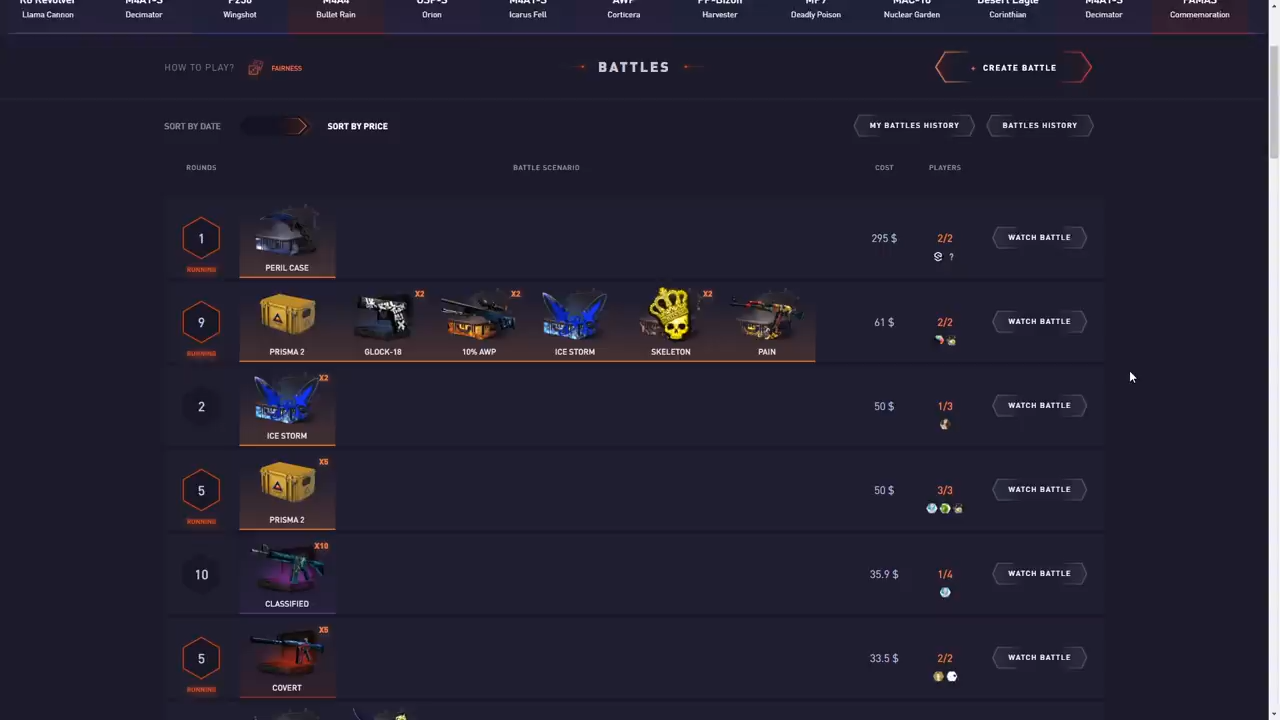 R8 Revolver P250 M4A4 USP-S M4A1-S AWP PP-Bizon MP7 MAC-10 Desert Eagle M4A1-S FAMAS
Llama Cannon Decimator Wingshot Bullet Rain Orion Icarus Fell Corticera Harvester Deadly Poison Nuclear Garden Corinthian Decimator Commemoration
HOW TO PLAY? FAIRNESS BATTLES + CREATE BATTLE
SORT BY DATE SORT BY PRICE MY BATTLES HISTORY BATTLES HISTORY
ROUNDS BATTLE SCENARIO COST PLAYERS
1 295 $ 2/2 WATCH BATTLE
RUNNING PERIL CASE ?
X2 X2 X2
9 61 $ 2/2 WATCH BATTLE
RUNNING PRISMA 2 GLOCK-18 10% AWP ICE STORM SKELETON PAIN
X2
2 50 $ 1/3 WATCH BATTLE
ICE STORM
X5
5 50 $ 3/3 WATCH BATTLE
RUNNING PRISMA 2
X10
10 35.9 $ 1/4 WATCH BATTLE
CLASSIFIED
X5
5 33.5 $ 2/2 WATCH BATTLE
RUNNING COVERT